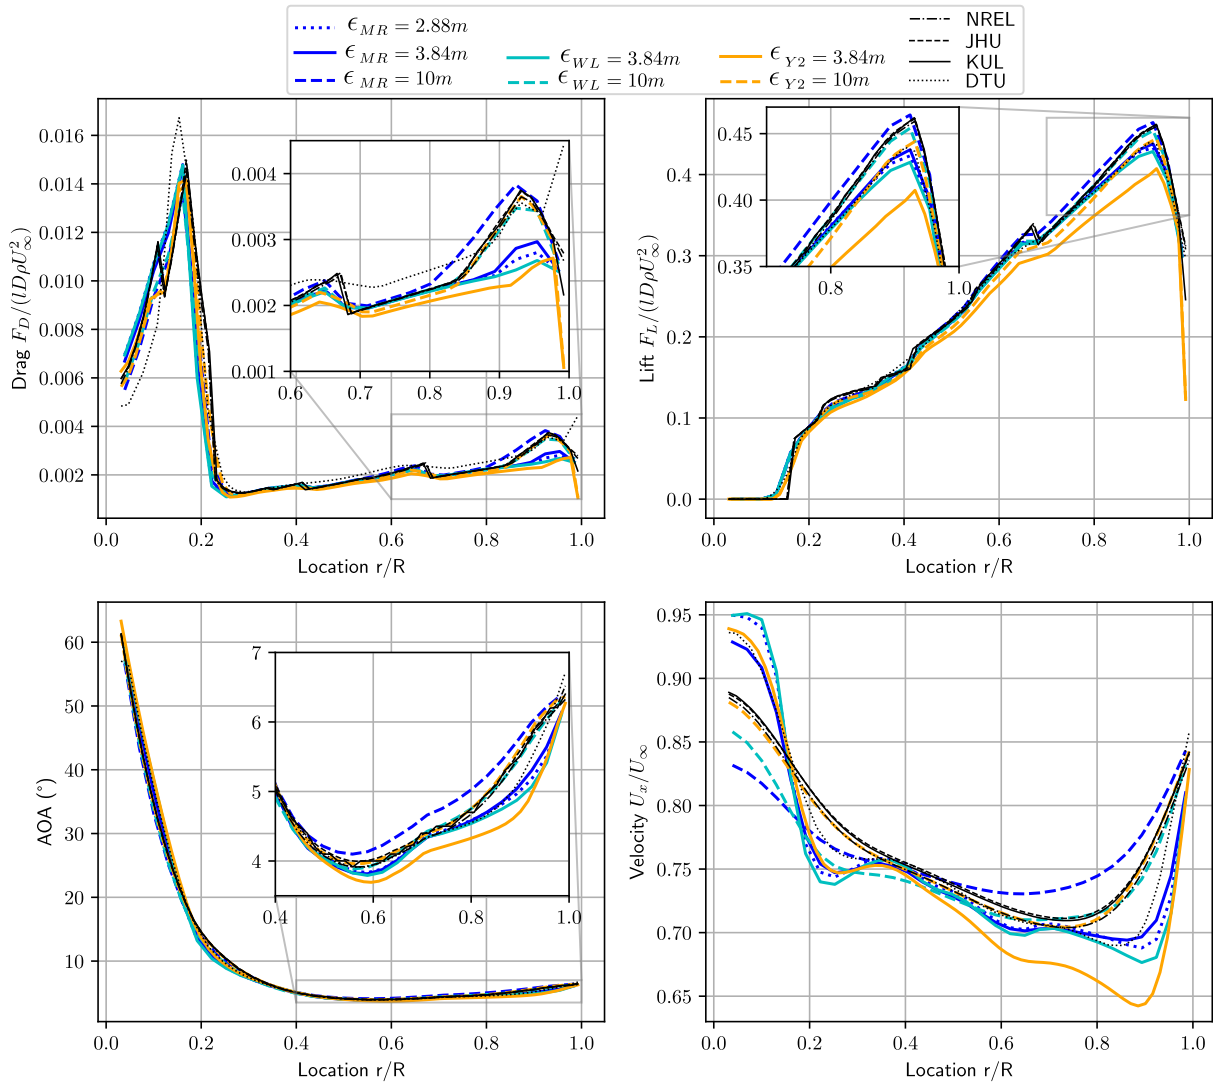 ϵ_MR = 2.88m
ϵ_MR = 3.84m
ϵ_MR = 10m
ϵ_WL = 3.84m
ϵ_WL = 10m
ϵ_Y2 = 3.84m
ϵ_Y2 = 10m
NREL
JHU
KUL
DTU
Drag F_D/(lDρU²_∞)
0.016
0.014
0.012
0.010
0.008
0.006
0.004
0.002
0.004
0.003
0.002
0.001
0.6 0.7 0.8 0.9 1.0
0.0 0.2 0.4 0.6 0.8 1.0
Location r/R
Lift F_L/(lDρU²_∞)
0.4
0.3
0.2
0.1
0.0
0.45
0.40
0.35
0.8 1.0
0.0 0.2 0.4 0.6 0.8 1.0
Location r/R
AOA (°)
60
50
40
30
20
10
7
6
5
4
0.4 0.6 0.8 1.0
0.0 0.2 0.4 0.6 0.8 1.0
Location r/R
Velocity U_x/U_∞
0.95
0.90
0.85
0.80
0.75
0.70
0.65
0.0 0.2 0.4 0.6 0.8 1.0
Location r/R